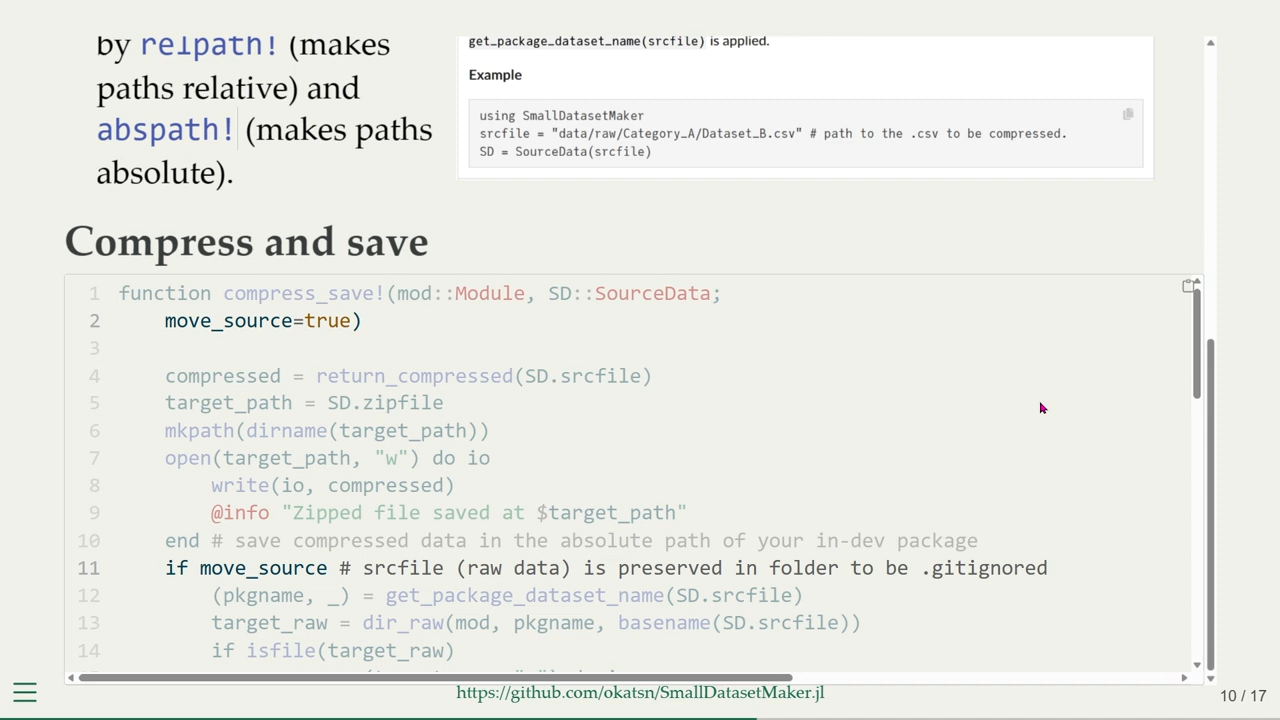 by relpath! (makes
paths relative) and
abspath! (makes paths
absolute).
get_package_dataset_name(srcfile) is applied.
Example
using SmallDatasetMaker
srcfile = "data/raw/Category_A/Dataset_B.csv" # path to the .csv to be compressed.
SD = SourceData(srcfile)
Compress and save
1 function compress_save!(mod::Module, SD::SourceData;
2 move_source=true)
3
4 compressed = return_compressed(SD.srcfile)
5 target_path = SD.zipfile
6 mkpath(dirname(target_path))
7 open(target_path, "w") do io
8 write(io, compressed)
9 @info "Zipped file saved at $target_path"
10 end # save compressed data in the absolute path of your in-dev package
11 if move_source # srcfile (raw data) is preserved in folder to be .gitignored
12 (pkgname, _) = get_package_dataset_name(SD.srcfile)
13 target_raw = dir_raw(mod, pkgname, basename(SD.srcfile))
14 if isfile(target_raw)
https://github.com/okatsn/SmallDatasetMaker.jl
10 / 17